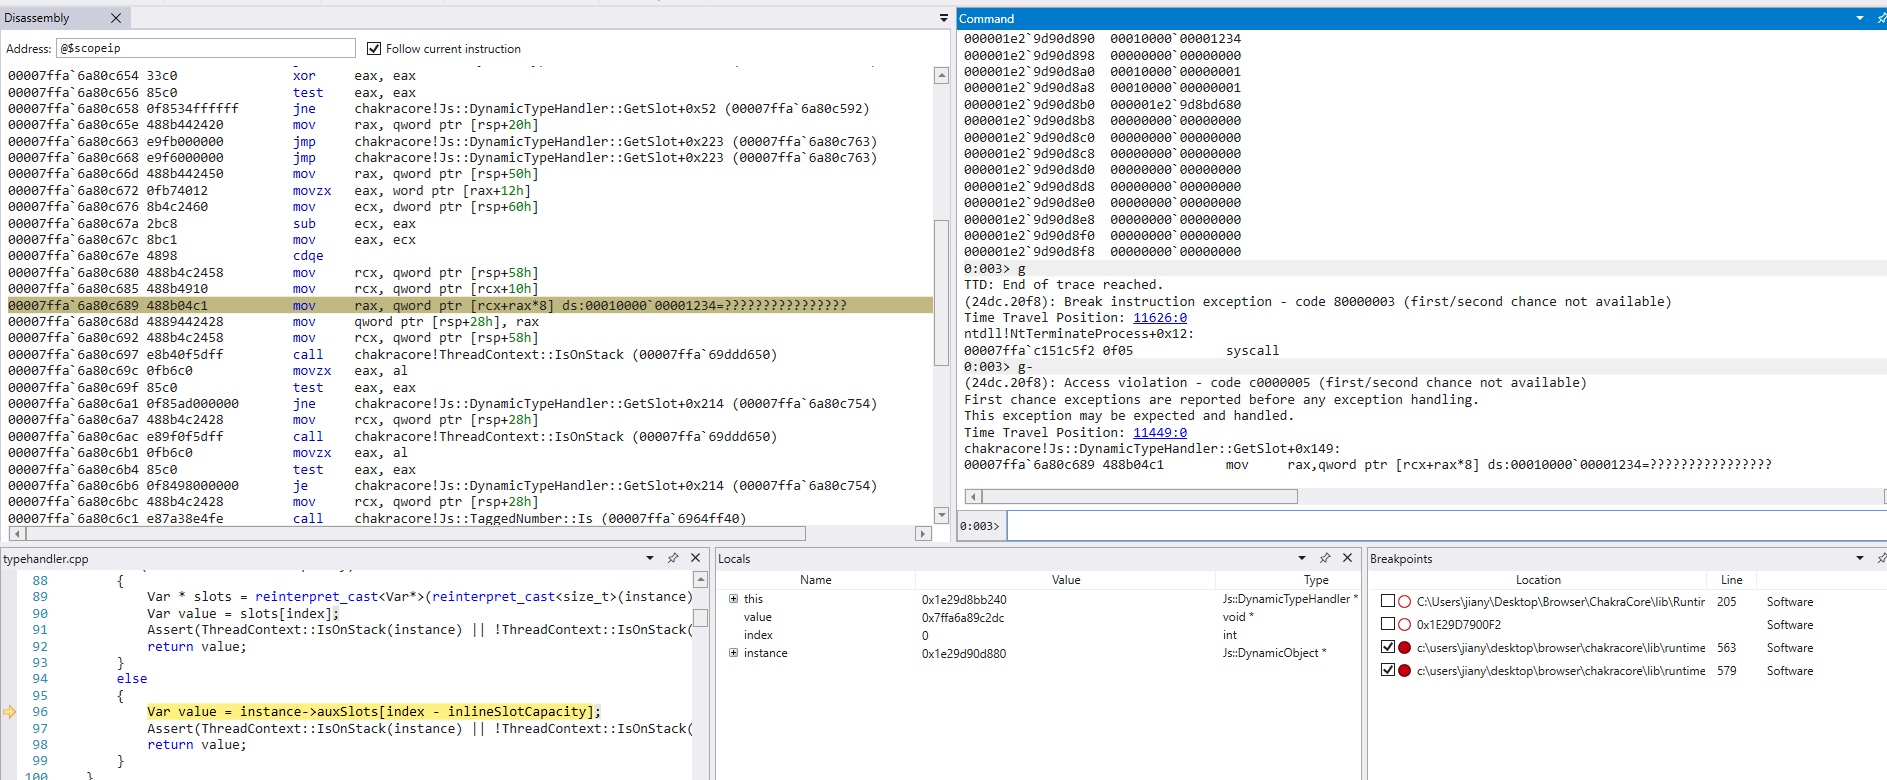 Disassembly
Address: @$scopeip Follow current instruction
00007ffa`6a80c654 33c0 xor eax, eax
00007ffa`6a80c656 85c0 test eax, eax
00007ffa`6a80c658 0f8534ffffff jne chakracore!Js::DynamicTypeHandler::GetSlot+0x52 (00007ffa`6a80c592)
00007ffa`6a80c65e 488b442420 mov rax, qword ptr [rsp+20h]
00007ffa`6a80c663 e9fb000000 jmp chakracore!Js::DynamicTypeHandler::GetSlot+0x223 (00007ffa`6a80c763)
00007ffa`6a80c668 e9f6000000 jmp chakracore!Js::DynamicTypeHandler::GetSlot+0x223 (00007ffa`6a80c763)
00007ffa`6a80c66d 488b442450 mov rax, qword ptr [rsp+50h]
00007ffa`6a80c672 0fb74012 movzx eax, word ptr [rax+12h]
00007ffa`6a80c676 8b4c2460 mov ecx, dword ptr [rsp+60h]
00007ffa`6a80c67a 2bc8 sub ecx, eax
00007ffa`6a80c67c 8bc1 mov eax, ecx
00007ffa`6a80c67e 4898 cdqe
00007ffa`6a80c680 488b4c2458 mov rcx, qword ptr [rsp+58h]
00007ffa`6a80c685 488b4910 mov rcx, qword ptr [rcx+10h]
00007ffa`6a80c689 488b04c1 mov rax, qword ptr [rcx+rax*8] ds:00010000`00001234=????????????????
00007ffa`6a80c68d 4889442428 mov qword ptr [rsp+28h], rax
00007ffa`6a80c692 488b4c2458 mov rcx, qword ptr [rsp+58h]
00007ffa`6a80c697 e8b40f5dff call chakracore!ThreadContext::IsOnStack (00007ffa`69ddd650)
00007ffa`6a80c69c 0fb6c0 movzx eax, al
00007ffa`6a80c69f 85c0 test eax, eax
00007ffa`6a80c6a1 0f85ad000000 jne chakracore!Js::DynamicTypeHandler::GetSlot+0x214 (00007ffa`6a80c754)
00007ffa`6a80c6a7 488b4c2428 mov rcx, qword ptr [rsp+28h]
00007ffa`6a80c6ac e89f0f5dff call chakracore!ThreadContext::IsOnStack (00007ffa`69ddd650)
00007ffa`6a80c6b1 0fb6c0 movzx eax, al
00007ffa`6a80c6b4 85c0 test eax, eax
00007ffa`6a80c6b6 0f8498000000 je chakracore!Js::DynamicTypeHandler::GetSlot+0x214 (00007ffa`6a80c754)
00007ffa`6a80c6bc 488b4c2428 mov rcx, qword ptr [rsp+28h]
00007ffa`6a80c6c1 e87a38e4fe call chakracore!Js::TaggedNumber::Is (00007ffa`6964ff40)
Command
000001e2`9d90d890 00010000`00001234
000001e2`9d90d898 00000000`00000000
000001e2`9d90d8a0 00010000`00000001
000001e2`9d90d8a8 00010000`00000001
000001e2`9d90d8b0 000001e2`9d8bd680
000001e2`9d90d8b8 00000000`00000000
000001e2`9d90d8c0 00000000`00000000
000001e2`9d90d8c8 00000000`00000000
000001e2`9d90d8d0 00000000`00000000
000001e2`9d90d8d8 00000000`00000000
000001e2`9d90d8e0 00000000`00000000
000001e2`9d90d8e8 00000000`00000000
000001e2`9d90d8f0 00000000`00000000
000001e2`9d90d8f8 00000000`00000000
0:003> g
TTD: End of trace reached.
(24dc.20f8): Break instruction exception - code 80000003 (first/second chance not available)
Time Travel Position: 11626:0
ntdll!NtTerminateProcess+0x12:
00007ffa`c151c5f2 0f05 syscall
0:003> g-
(24dc.20f8): Access violation - code c0000005 (first/second chance not available)
First chance exceptions are reported before any exception handling.
This exception may be expected and handled.
Time Travel Position: 11449:0
chakracore!Js::DynamicTypeHandler::GetSlot+0x149:
00007ffa`6a80c689 488b04c1 mov rax,qword ptr [rcx+rax*8] ds:00010000`00001234=????????????????
0:003>
typehandler.cpp
88 {
89 Var * slots = reinterpret_cast<Var*>(reinterpret_cast<size_t>(instance)
90 Var value = slots[index];
91 Assert(ThreadContext::IsOnStack(instance) || !ThreadContext::IsOnStack(
92 return value;
93 }
94 else
95 {
96 Var value = instance->auxSlots[index - inlineSlotCapacity];
97 Assert(ThreadContext::IsOnStack(instance) || !ThreadContext::IsOnStack(
98 return value;
99 }
100 }
Locals
Name Value Type
this 0x1e29d8bb240 Js::DynamicTypeHandler *
value 0x7ffa6a89c2dc void *
index 0 int
instance 0x1e29d90d880 Js::DynamicObject *
Breakpoints
Location Line
C:\Users\jiany\Desktop\Browser\ChakraCore\lib\Runtir 205 Software
0x1E29D7900F2 Software
c:\users\jiany\desktop\browser\chakracore\lib\runtime 563 Software
c:\users\jiany\desktop\browser\chakracore\lib\runtime 579 Software